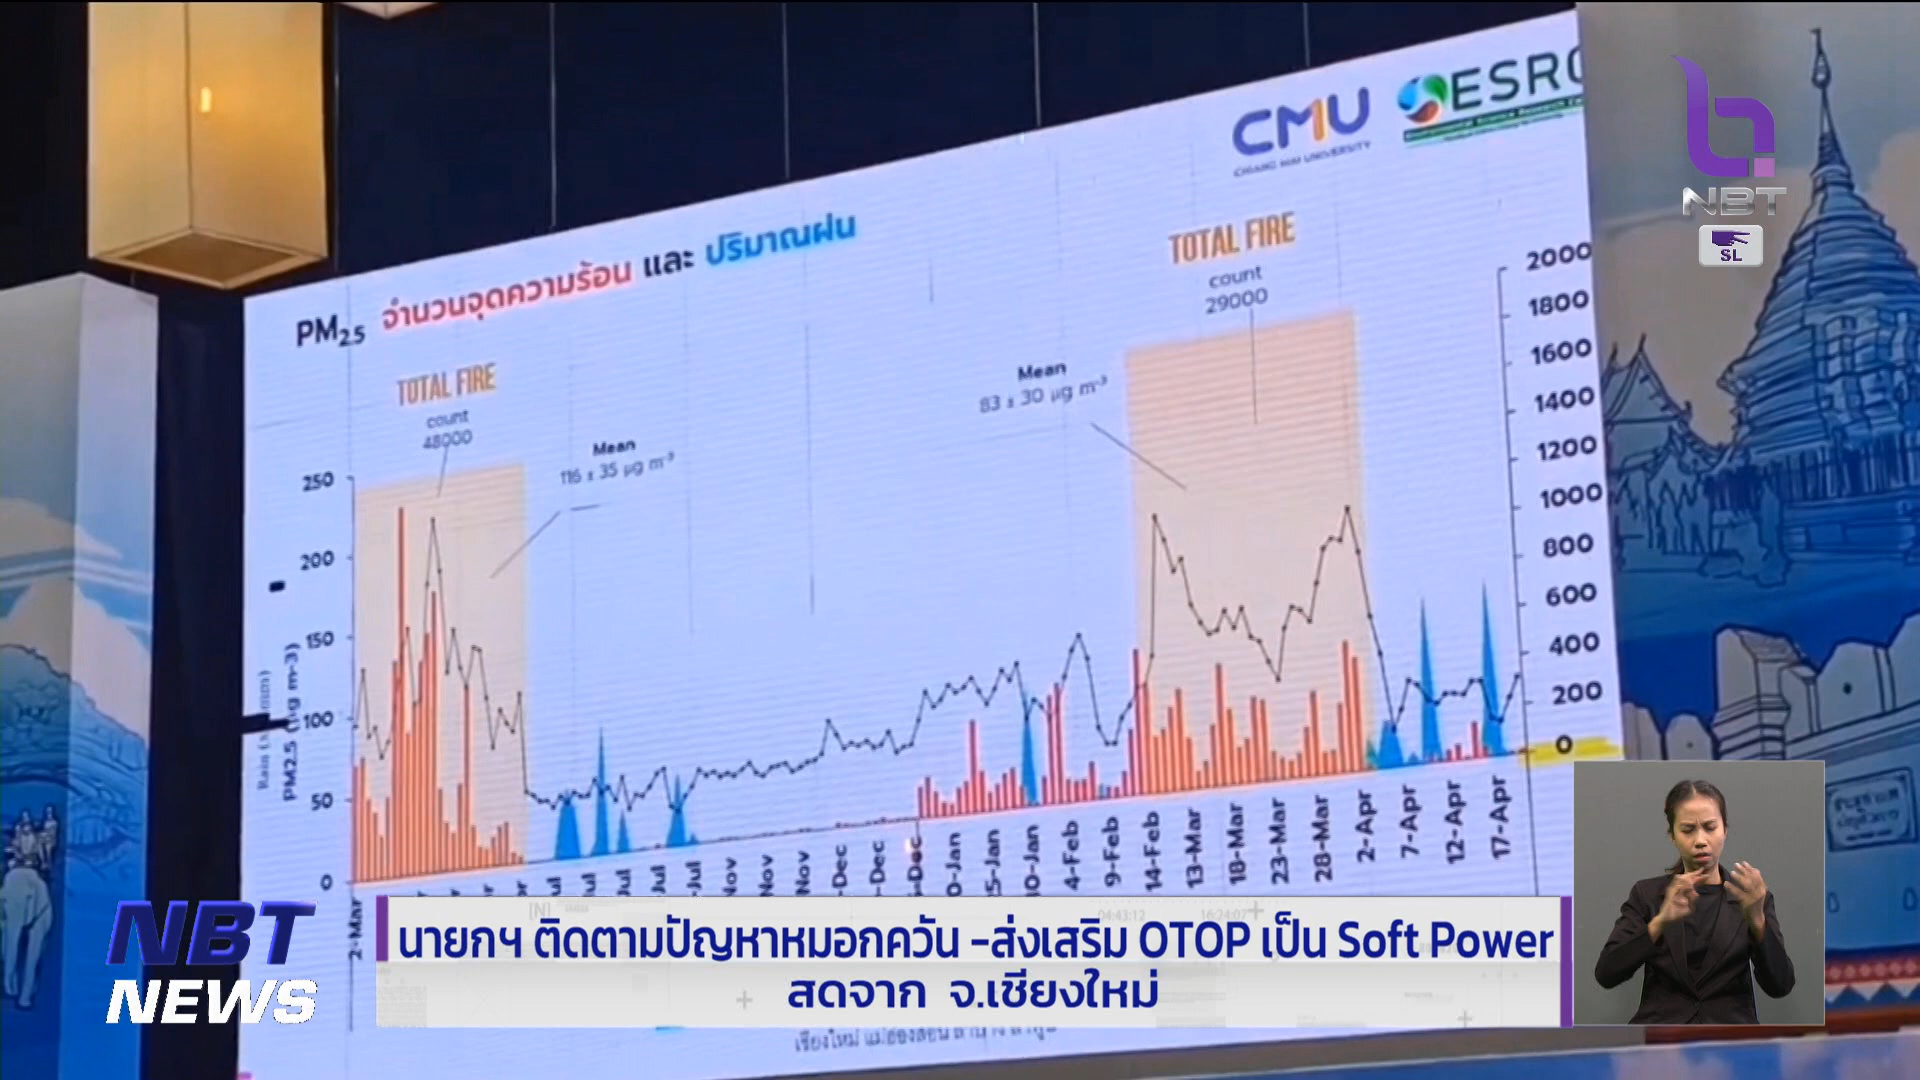 CMU
CHIANG MAI UNIVERSITY
ESRC
NBT
SL
PM2.5 จำนวนจุดความร้อน และ ปริมาณฝน
TOTAL FIRE
count
48000
Mean
116 ± 35 µg m-3
Mean
83 ± 30 µg m-3
TOTAL FIRE
count
29000
250
200
150
100
50
0
PM2.5 (µg m-3)
2000
1800
1600
1400
1200
1000
800
600
400
200
0
2-Mar
4-Feb
9-Feb
14-Feb
13-Mar
18-Mar
23-Mar
28-Mar
2-Apr
7-Apr
12-Apr
17-Apr
NBT
NEWS
นายกฯ ติดตามปัญหาหมอกควัน -ส่งเสริม OTOP เป็น Soft Power
สดจาก จ.เชียงใหม่